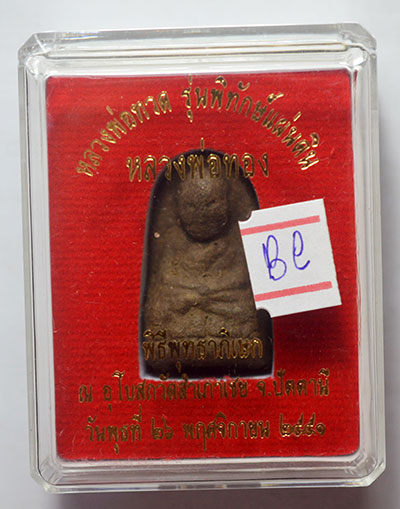 หลวงพ่อทวด รุ่นพิทักษ์แผ่นดิน
หลวงพ่อทอง
พิธีพุทธาภิเษก
ณ อุโบสถวัดสำเภาเชย จ.ปัตตานี
วันพุธที่ ๒๖ พฤศจิกายน ๒๕๕๑